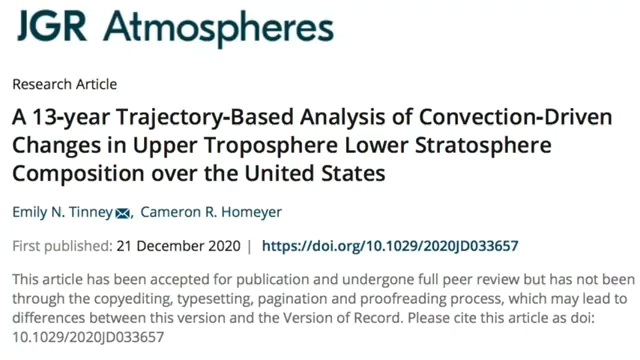 JGR Atmospheres
Research Article
A 13-year Trajectory-Based Analysis of Convection-Driven
Changes in Upper Troposphere Lower Stratosphere
Composition over the United States
Emily N. Tinney, Cameron R. Homeyer
First published: 21 December 2020 | https://doi.org/10.1029/2020JD033657
This article has been accepted for publication and undergone full peer review but has not been
through the copyediting, typesetting, pagination and proofreading process, which may lead to
differences between this version and the Version of Record. Please cite this article as doi:
10.1029/2020JD033657